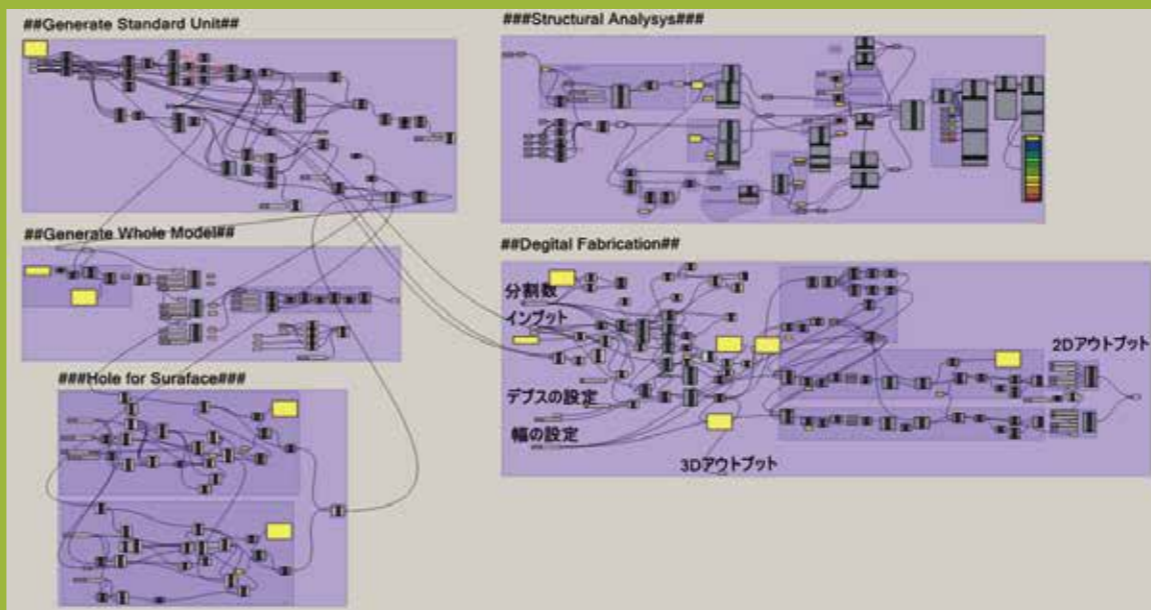 ##Generate Standard Unit##
###Structural Analysys###
##Generate Whole Model##
##Degital Fabrication##
分割数
インプット
2Dアウトプット
###Hole for Suraface###
デプスの設定
幅の設定
3Dアウトプット